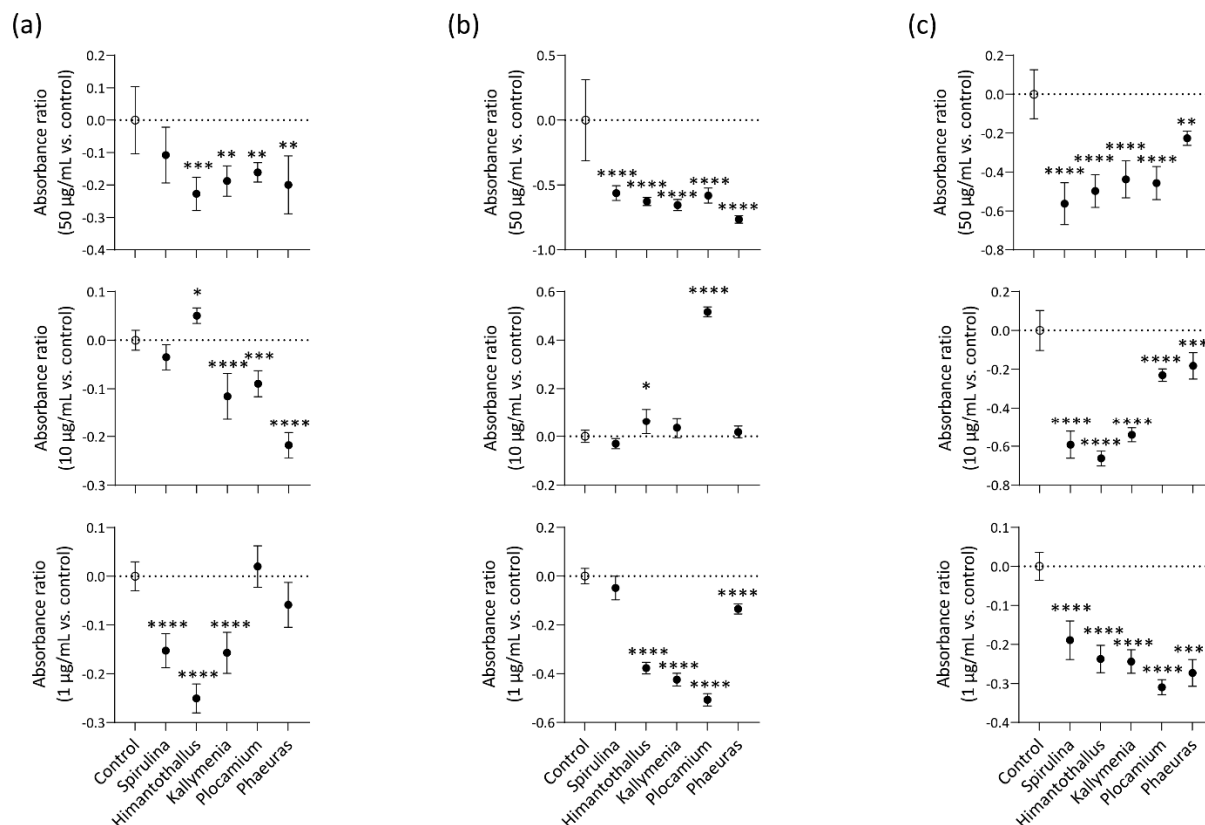 (a)
(b)
(c)
Absorbance ratio
(50 µg/mL vs. control)
0.2
0.1
0.0
-0.1
-0.2
-0.3
-0.4
***
**
**
**
Absorbance ratio
(50 µg/mL vs. control)
0.5
0.0
-0.5
-1.0
****
****
****
****
****
Absorbance ratio
(50 µg/mL vs. control)
0.2
0.0
-0.2
-0.4
-0.6
-0.8
****
****
****
****
**
Absorbance ratio
(10 µg/mL vs. control)
0.1
0.0
-0.1
-0.2
-0.3
*
****
***
****
Absorbance ratio
(10 µg/mL vs. control)
0.6
0.4
0.2
0.0
-0.2
*
****
Absorbance ratio
(10 µg/mL vs. control)
0.2
0.0
-0.2
-0.4
-0.6
-0.8
****
****
****
****
***
Absorbance ratio
(1 µg/mL vs. control)
0.1
0.0
-0.1
-0.2
-0.3
****
****
****
Control
Spirulina
Himantothallus
Kallymenia
Plocamium
Phaeuras
Absorbance ratio
(1 µg/mL vs. control)
0.2
0.0
-0.2
-0.4
-0.6
****
****
****
****
Control
Spirulina
Himantothallus
Kallymenia
Plocamium
Phaeuras
Absorbance ratio
(1 µg/mL vs. control)
0.1
0.0
-0.1
-0.2
-0.3
-0.4
****
****
****
****
***
Control
Spirulina
Himantothallus
Kallymenia
Plocamium
Phaeuras